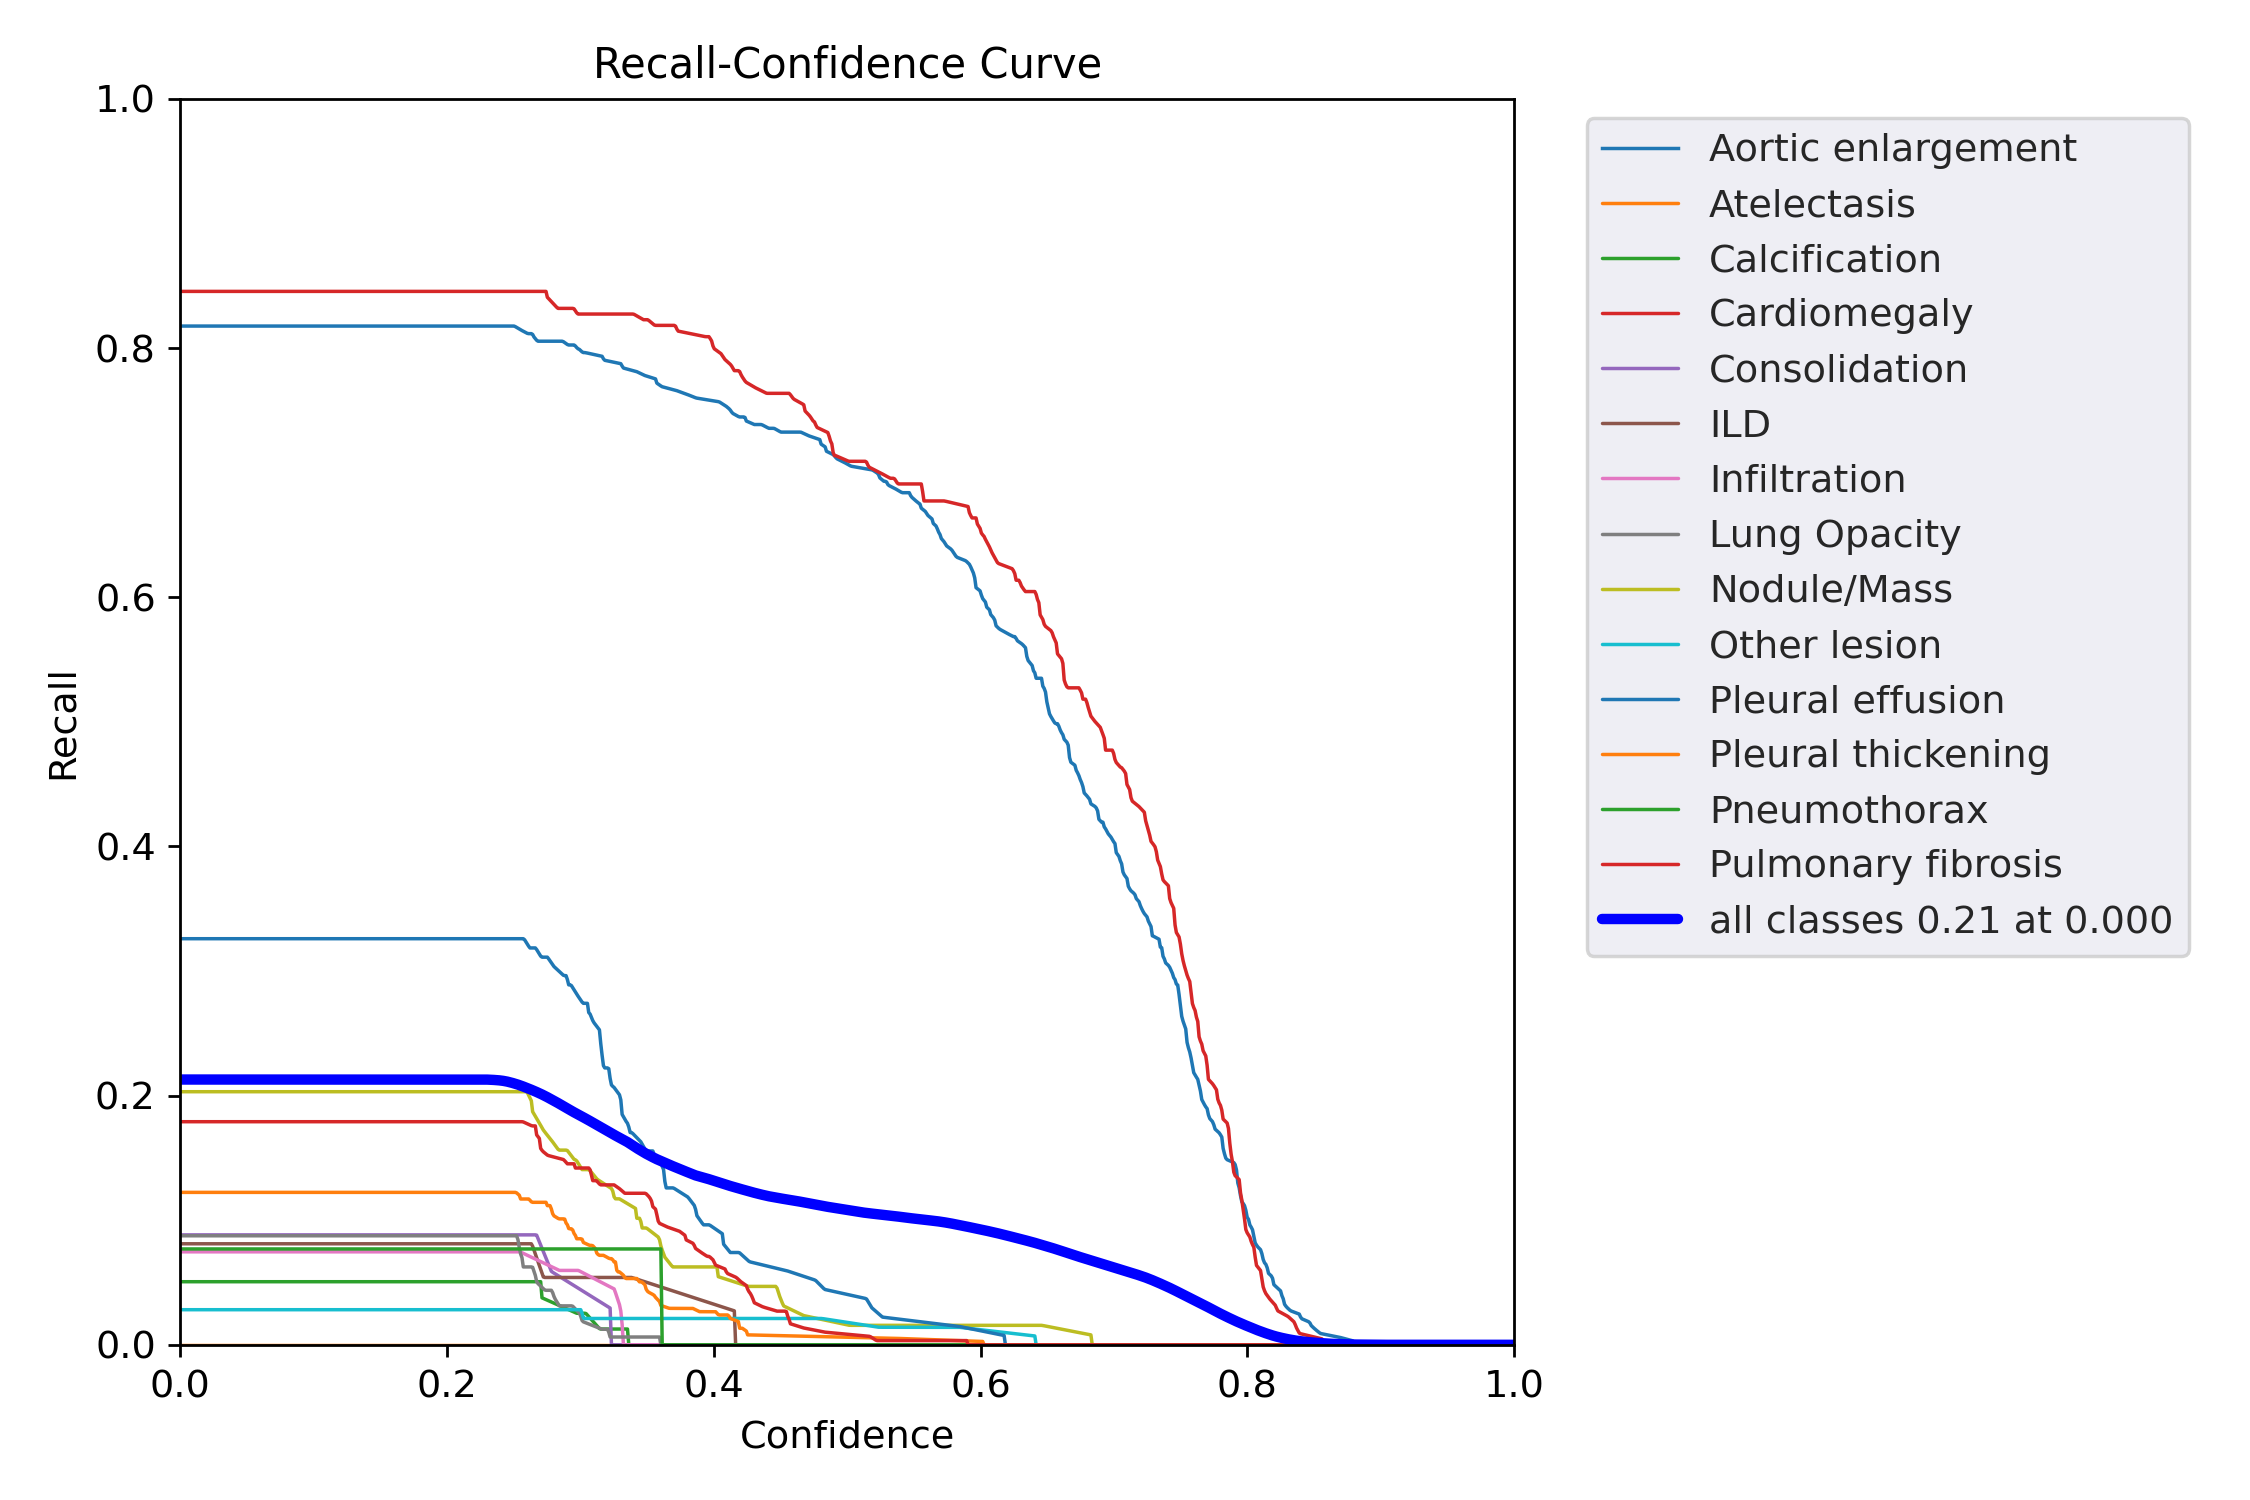 Recall-Confidence Curve
1.0
0.8
0.6
0.4
0.2
0.0
Recall
0.0 0.2 0.4 0.6 0.8 1.0
Confidence
Aortic enlargement
Atelectasis
Calcification
Cardiomegaly
Consolidation
ILD
Infiltration
Lung Opacity
Nodule/Mass
Other lesion
Pleural effusion
Pleural thickening
Pneumothorax
Pulmonary fibrosis
all classes 0.21 at 0.000